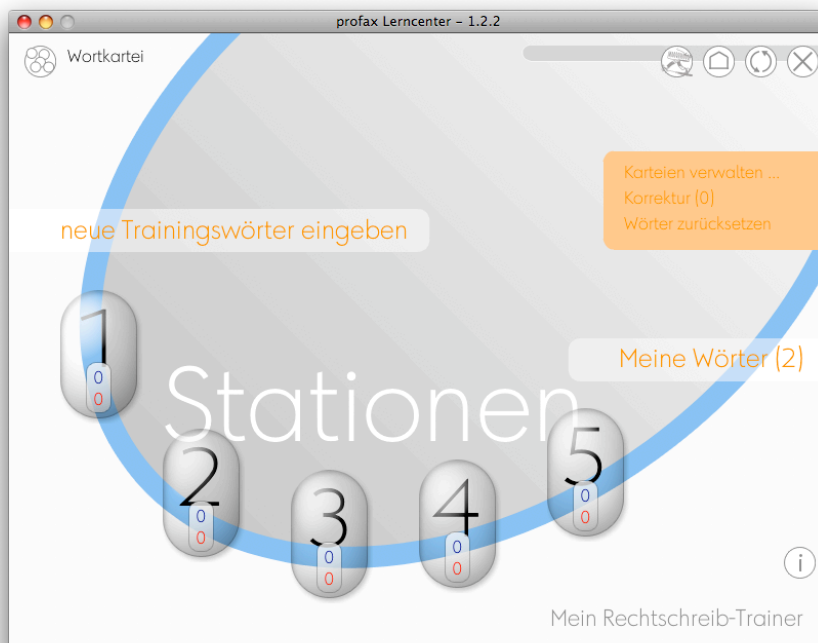 profax Lerncenter – 1.2.2
Wortkartei
Karteien verwalten ...
Korrektur (0)
Wörter zurücksetzen
neue Trainingswörter eingeben
Meine Wörter (2)
Stationen
1
0
0
2
0
0
3
0
0
4
0
0
5
0
0
i
Mein Rechtschreib-Trainer